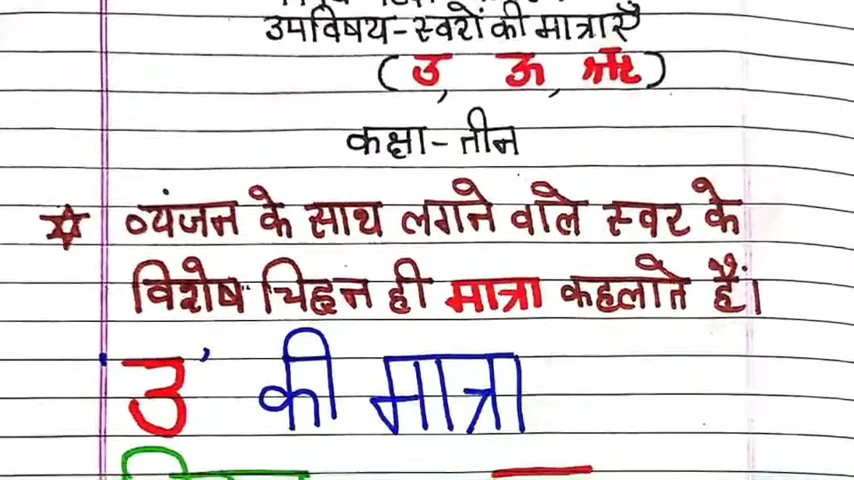 उपविषय-स्वरों की मात्राएँ
(उ, ऊ, ऋ)
कक्षा-तीन
व्यंजन के साथ लगने वाले स्वर के
विशेष चिह्न ही मात्रा कहलाते हैं।
'उ' की मात्रा